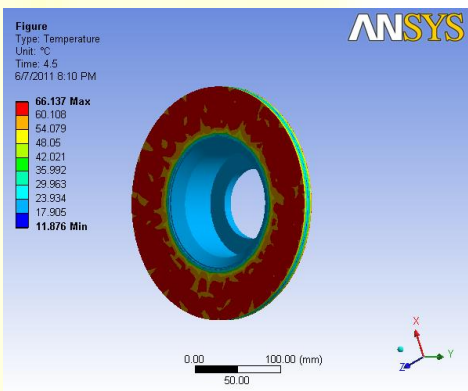 Figure
Type: Temperature
Unit: °C
Time: 4.5
6/7/2011 8:10 PM
ANSYS
66.137 Max
60.108
54.079
48.05
42.021
35.992
29.963
23.934
17.905
11.876 Min
0.00 100.00 (mm)
50.00
X
Y
Z